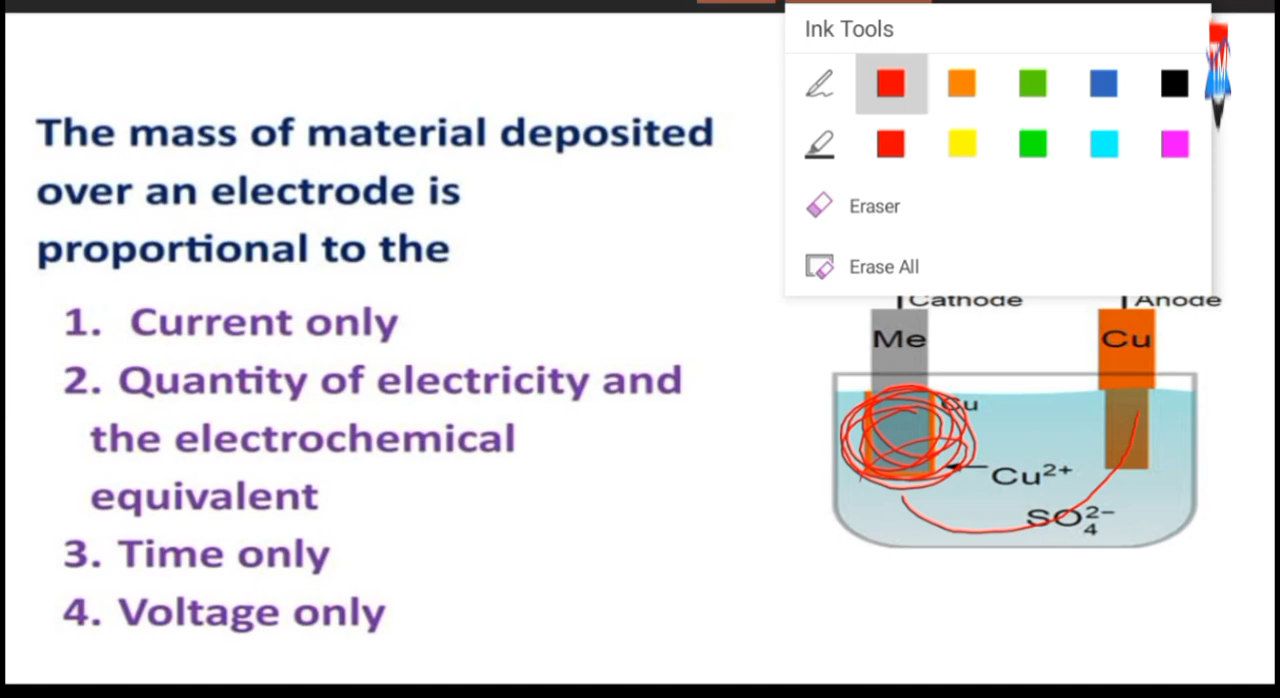 Ink Tools
Eraser
Erase All
The mass of material deposited
over an electrode is
proportional to the
1. Current only
2. Quantity of electricity and
the electrochemical
equivalent
3. Time only
4. Voltage only
Cathode
Anode
Me
Cu
Cu
Cu²⁺
SO₄²⁻